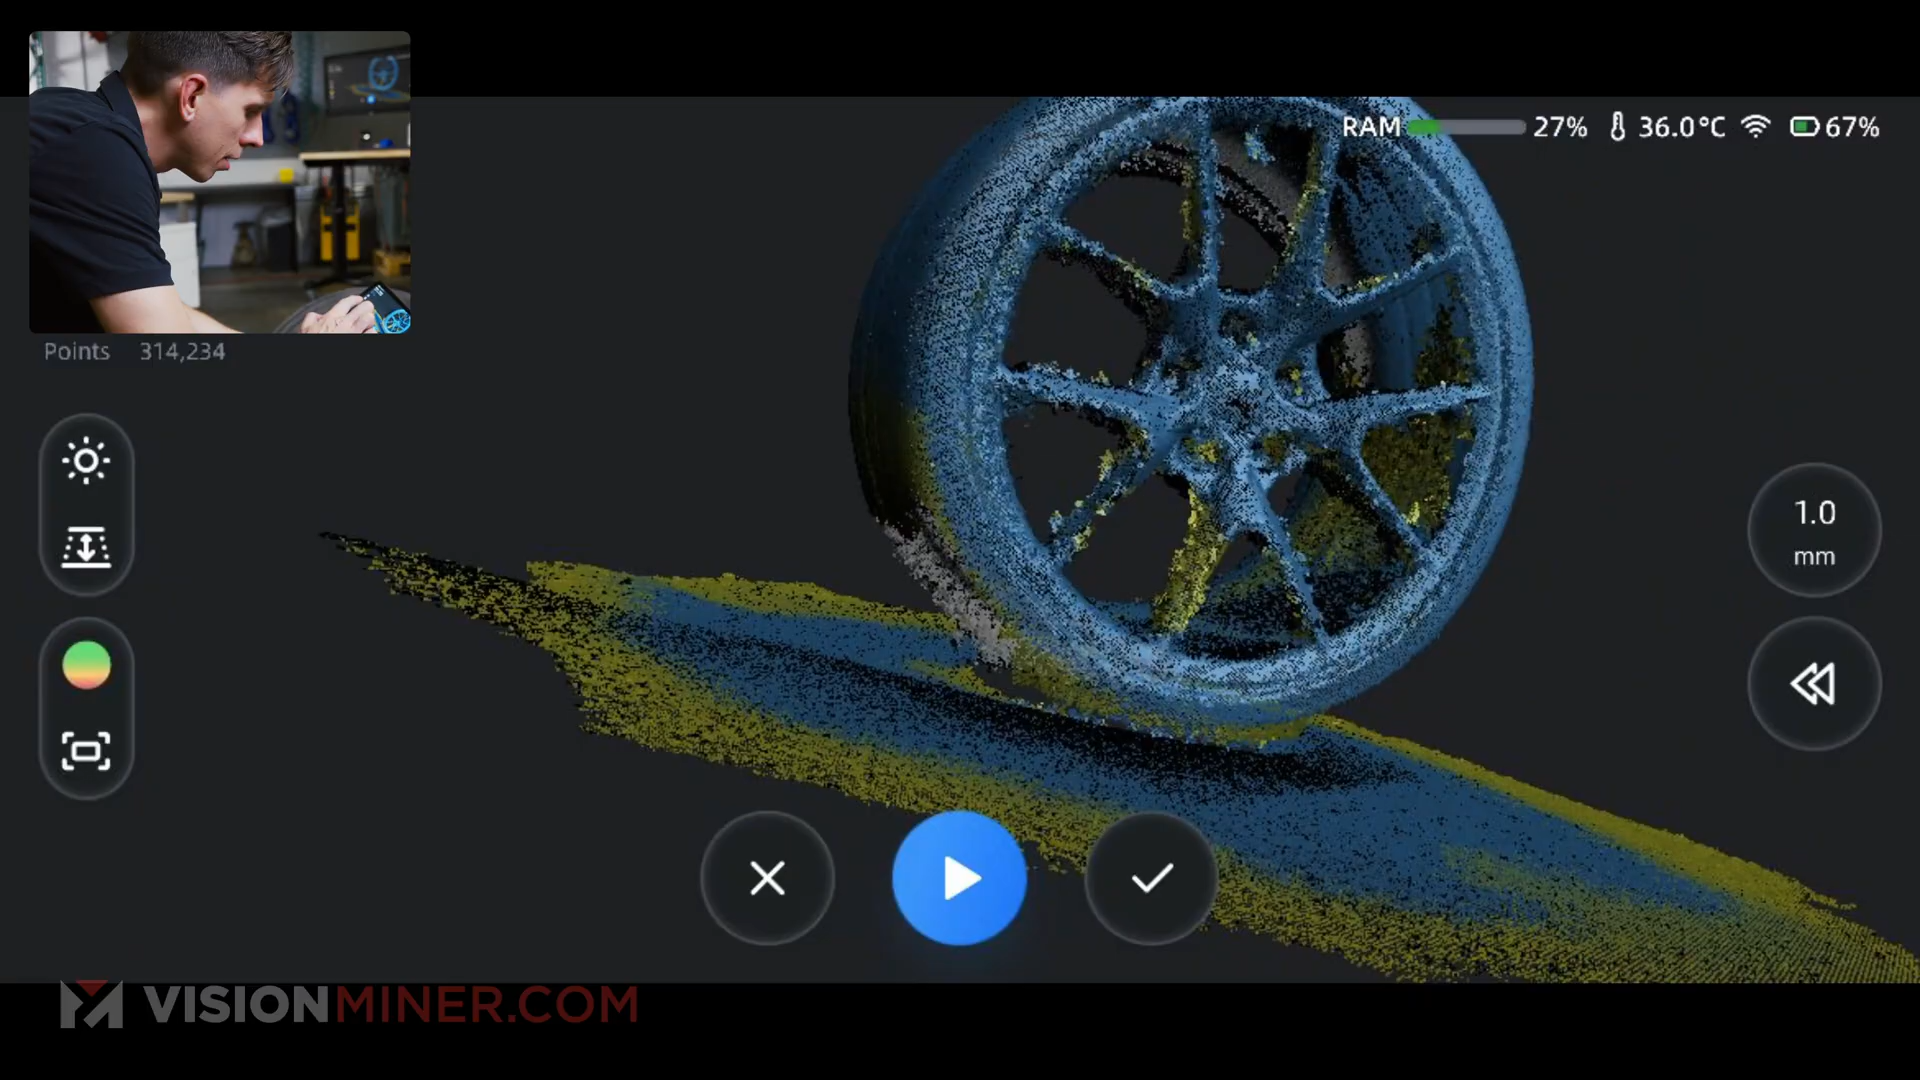 RAM 27% 36.0°C 67%
Points 314,234
1.0
mm
VISIONMINER.COM